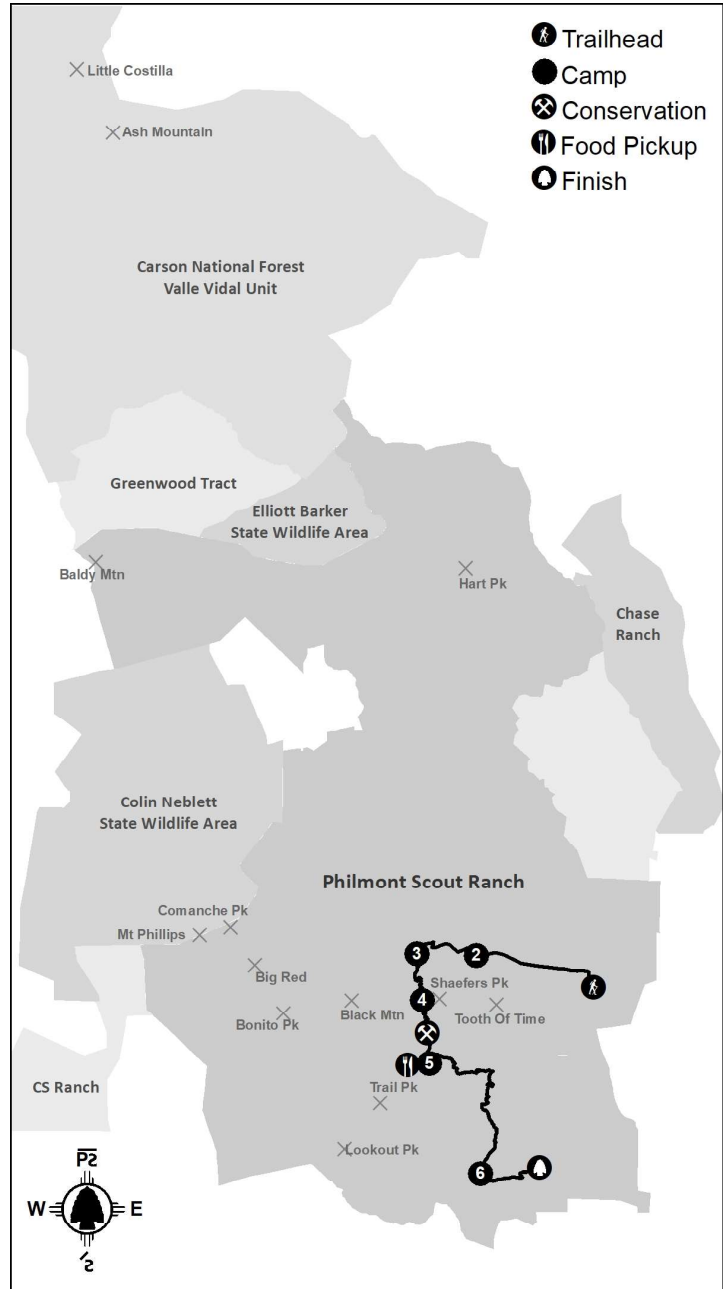 Trailhead
Camp
Conservation
Food Pickup
Finish
Little Costilla
Ash Mountain
Carson National Forest
Valle Vidal Unit
Greenwood Tract
Elliott Barker
State Wildlife Area
Baldy Mtn
Hart Pk
Chase
Ranch
Colin Neblett
State Wildlife Area
Philmont Scout Ranch
Comanche Pk
Mt Phillips
Big Red
Bonito Pk
Black Mtn
Shaefers Pk
Tooth Of Time
3
2
4
5
Trail Pk
Lookout Pk
6
CS Ranch
W
E